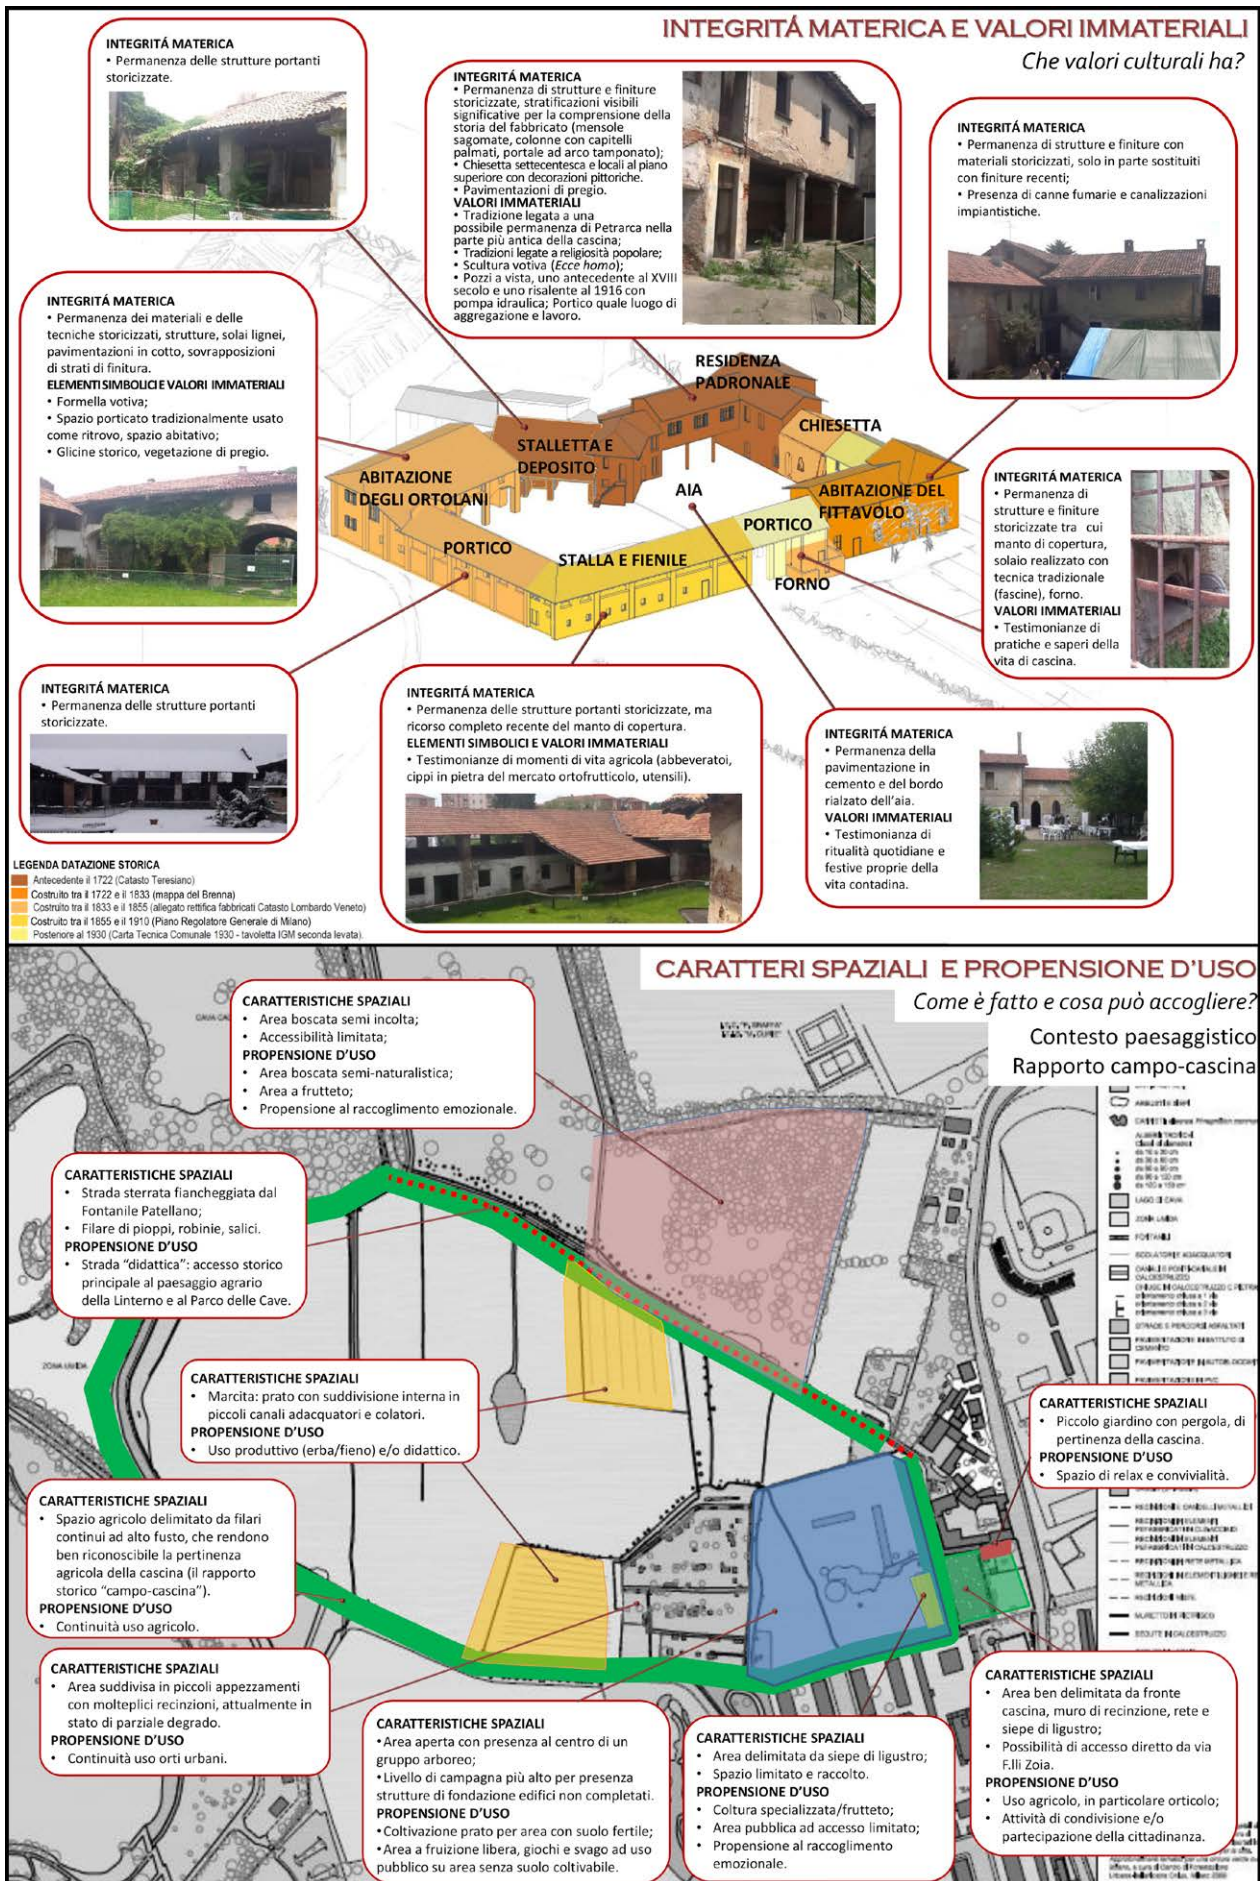 INTEGRITÁ MATERICA E VALORI IMMATERIALI
Che valori culturali ha?
INTEGRITÁ MATERICA
• Permanenza delle strutture portanti
storicizzate.
INTEGRITÁ MATERICA
• Permanenza di strutture e finiture
storicizzate, stratificazioni visibili
significative per la comprensione della
storia del fabbricato (mensole
sagomate, colonne con capitelli
palmati, portale ad arco tamponato);
• Chiesetta settecentesca e locali al piano
superiore con decorazioni pittoriche.
• Pavimentazioni di pregio.
VALORI IMMATERIALI
• Tradizione legata a una
possibile permanenza di Petrarca nella
parte più antica della cascina;
• Tradizioni legate a religiosità popolare;
• Scultura votiva (Ecce homo);
• Pozzi a vista, uno antecedente al XVIII
secolo e uno risalente al 1916 con
pompa idraulica; Portico quale luogo di
aggregazione e lavoro.
INTEGRITÁ MATERICA
• Permanenza di strutture e finiture con
materiali storicizzati, solo in parte sostituiti
con finiture recenti;
• Presenza di canne fumarie e canalizzazioni
impiantistiche.
INTEGRITÁ MATERICA
• Permanenza dei materiali e delle
tecniche storicizzati, strutture, solai lignei,
pavimentazioni in cotto, sovrapposizioni
di strati di finitura.
ELEMENTI SIMBOLICI E VALORI IMMATERIALI
• Formella votiva;
• Spazio porticato tradizionalmente usato
come ritrovo, spazio abitativo;
• Glicine storico, vegetazione di pregio.
RESIDENZA
PADRONALE
CHIESETTA
STALLETTA E
DEPOSITO
ABITAZIONE
DEGLI ORTOLANI
AIA
ABITAZIONE DEL
FITTAVOLO
PORTICO
PORTICO
STALLA E FIENILE
FORNO
INTEGRITÁ MATERICA
• Permanenza di
strutture e finiture
storicizzate tra cui
manto di copertura,
solaio realizzato con
tecnica tradizionale
(fascine), forno.
VALORI IMMATERIALI
• Testimonianze di
pratiche e saperi della
vita di cascina.
INTEGRITÁ MATERICA
• Permanenza delle strutture portanti
storicizzate.
INTEGRITÁ MATERICA
• Permanenza delle strutture portanti storicizzate, ma
ricorso completo recente del manto di copertura.
ELEMENTI SIMBOLICI E VALORI IMMATERIALI
• Testimonianze di momenti di vita agricola (abbeveratoi,
cippi in pietra del mercato ortofrutticolo, utensili).
INTEGRITÁ MATERICA
• Permanenza della
pavimentazione in
cemento e del bordo
rialzato dell'aia.
VALORI IMMATERIALI
• Testimonianza di
ritualità quotidiane e
festive proprie della
vita contadina.
LEGENDA DATAZIONE STORICA
Antecedente il 1722 (Catasto Teresiano)
Costruito tra il 1722 e il 1833 (mappa del Brenna)
Costruito tra il 1833 e il 1855 (allegato rettifica fabbricati Catasto Lombardo Veneto)
Costruito tra il 1855 e il 1910 (Piano Regolatore Generale di Milano)
Posteriore al 1930 (Carta Tecnica Comunale 1930 - tavoletta IGM seconda levata).
CARATTERI SPAZIALI E PROPENSIONE D'USO
Come è fatto e cosa può accogliere?
Contesto paesaggistico
Rapporto campo-cascina
CARATTERISTICHE SPAZIALI
• Area boscata semi incolta;
• Accessibilità limitata;
PROPENSIONE D'USO
• Area boscata semi-naturalistica;
• Area a frutteto;
• Propensione al raccoglimento emozionale.
CARATTERISTICHE SPAZIALI
• Strada sterrata fiancheggiata dal
Fontanile Patellano;
• Filare di pioppi, robinie, salici.
PROPENSIONE D'USO
• Strada "didattica": accesso storico
principale al paesaggio agrario
della Linterno e al Parco delle Cave.
ZONA UMIDA
CARATTERISTICHE SPAZIALI
• Marcita: prato con suddivisione interna in
piccoli canali adacquatori e colatori.
PROPENSIONE D'USO
• Uso produttivo (erba/fieno) e/o didattico.
CARATTERISTICHE SPAZIALI
• Piccolo giardino con pergola, di
pertinenza della cascina.
PROPENSIONE D'USO
• Spazio di relax e convivialità.
CARATTERISTICHE SPAZIALI
• Spazio agricolo delimitato da filari
continui ad alto fusto, che rendono
ben riconoscibile la pertinenza
agricola della cascina (il rapporto
storico "campo-cascina").
PROPENSIONE D'USO
• Continuità uso agricolo.
CARATTERISTICHE SPAZIALI
• Area suddivisa in piccoli appezzamenti
con molteplici recinzioni, attualmente in
stato di parziale degrado.
PROPENSIONE D'USO
• Continuità uso orti urbani.
CARATTERISTICHE SPAZIALI
•Area aperta con presenza al centro di un
gruppo arboreo;
•Livello di campagna più alto per presenza
strutture di fondazione edifici non completati.
PROPENSIONE D'USO
•Coltivazione prato per area con suolo fertile;
•Area a fruizione libera, giochi e svago ad uso
pubblico su area senza suolo coltivabile.
CARATTERISTICHE SPAZIALI
• Area delimitata da siepe di ligustro;
• Spazio limitato e raccolto.
PROPENSIONE D'USO
• Coltura specializzata/frutteto;
• Area pubblica ad accesso limitato;
• Propensione al raccoglimento
emozionale.
CARATTERISTICHE SPAZIALI
• Area ben delimitata da fronte
cascina, muro di recinzione, rete e
siepe di ligustro;
• Possibilità di accesso diretto da via
F.lli Zoia.
PROPENSIONE D'USO
• Uso agricolo, in particolare orticolo;
• Attività di condivisione e/o
partecipazione della cittadinanza.
LAGO DI CAVA
ZONA UMIDA
FONTANILI